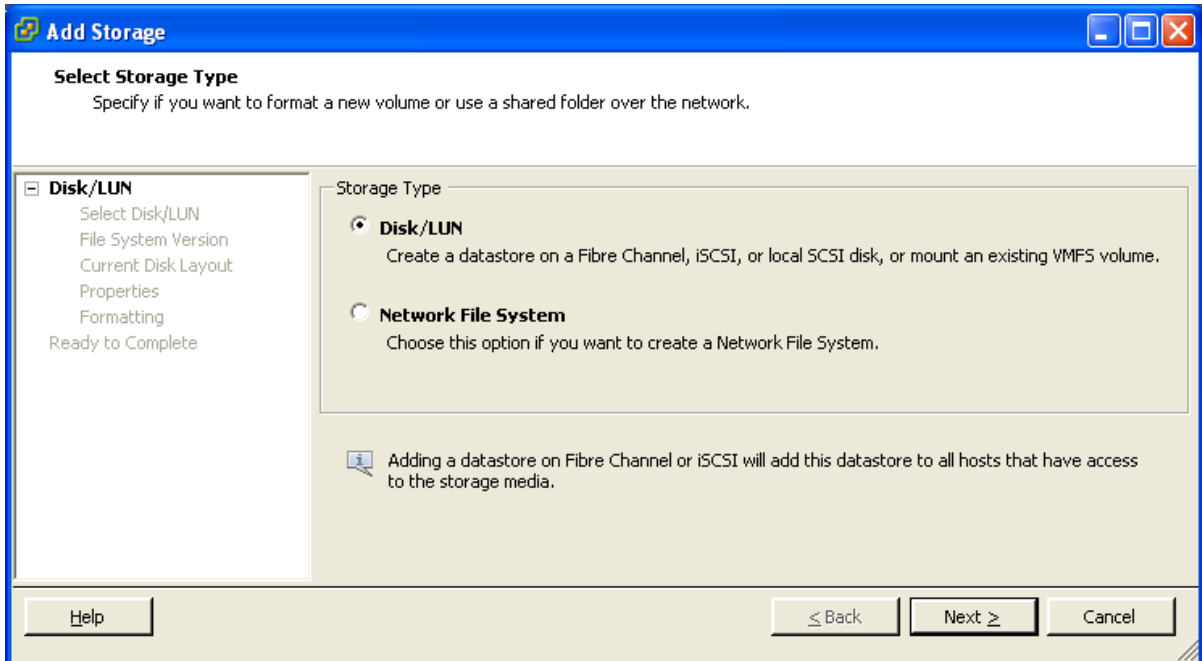 Add Storage
Select Storage Type
Specify if you want to format a new volume or use a shared folder over the network.
Disk/LUN
Select Disk/LUN
File System Version
Current Disk Layout
Properties
Formatting
Ready to Complete
Storage Type
Disk/LUN
Create a datastore on a Fibre Channel, iSCSI, or local SCSI disk, or mount an existing VMFS volume.
Network File System
Choose this option if you want to create a Network File System.
Adding a datastore on Fibre Channel or iSCSI will add this datastore to all hosts that have access
to the storage media.
Help
< Back
Next >
Cancel